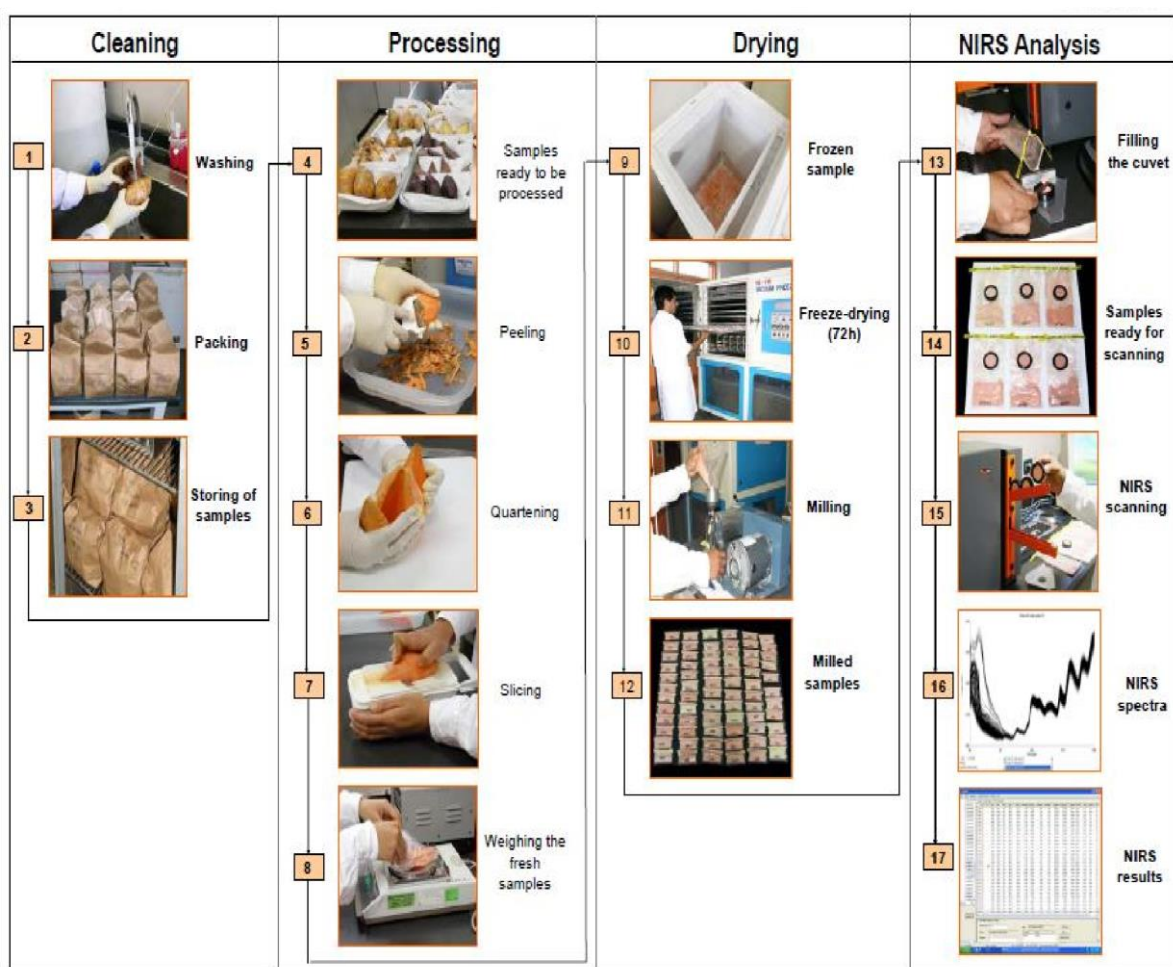 Cleaning
Processing
Drying
NIRS Analysis
1
Washing
2
Packing
3
Storing of
samples
4
Samples
ready to be
processed
5
Peeling
6
Quartening
7
Slicing
8
Weighing the
fresh
samples
9
Frozen
sample
10
Freeze-drying
(72h)
11
Milling
12
Milled
samples
13
Filling
the cuvet
14
Samples
ready for
scanning
15
NIRS
scanning
16
NIRS
spectra
17
NIRS
results